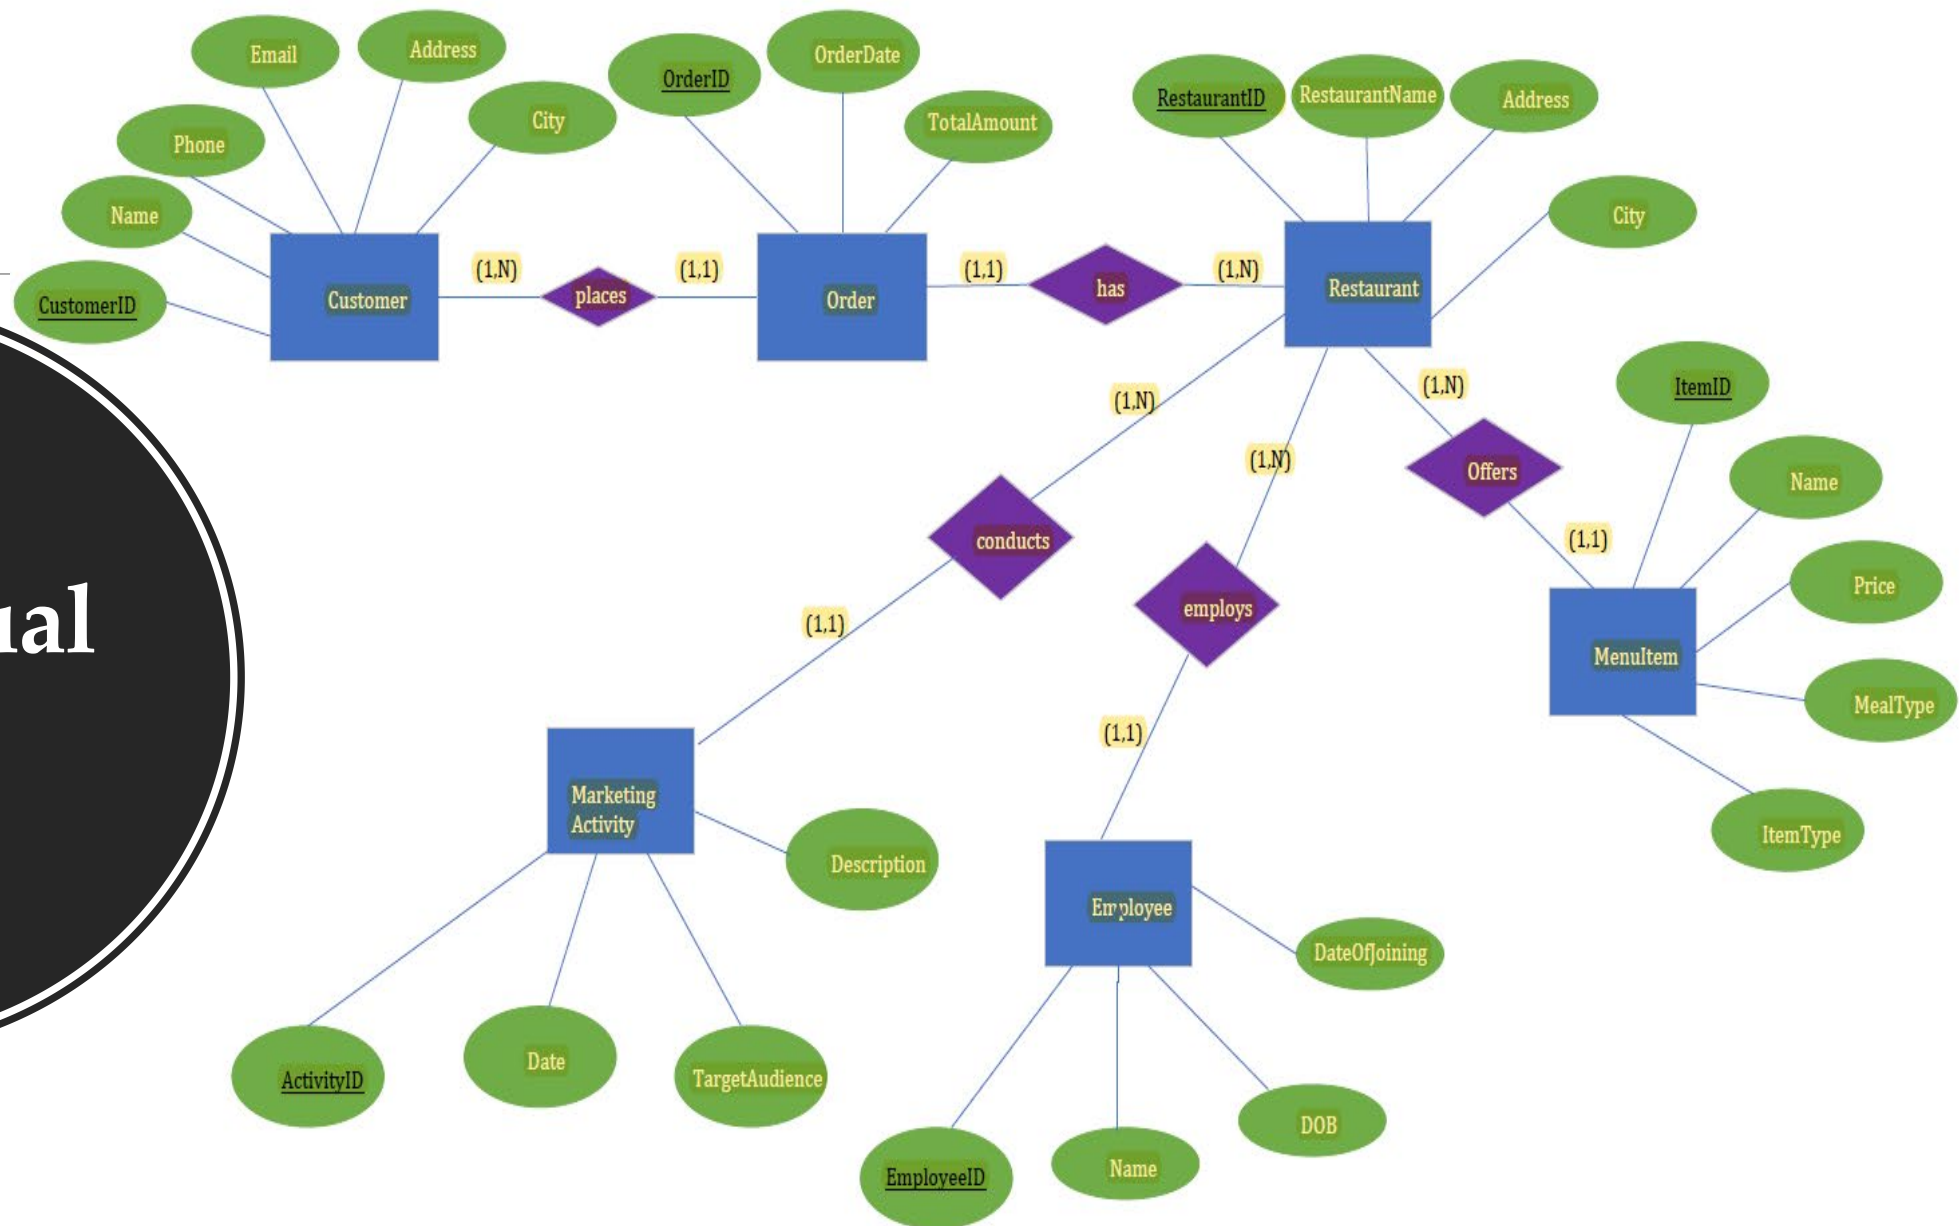 Email
Address
OrderID
OrderDate
RestaurantID
RestaurantName
Address
Phone
City
TotalAmount
Name
City
CustomerID
Customer
(1,N)
places
(1,1)
Order
(1,1)
has
(1,N)
Restaurant
(1,N)
(1,N)
(1,N)
ItemID
Offers
Name
conducts
(1,1)
Price
employs
(1,1)
MenuItem
MealType
(1,1)
ual
Marketing
Activity
Description
ItemType
Employee
DateOfJoining
ActivityID
Date
TargetAudience
DOB
EmployeeID
Name